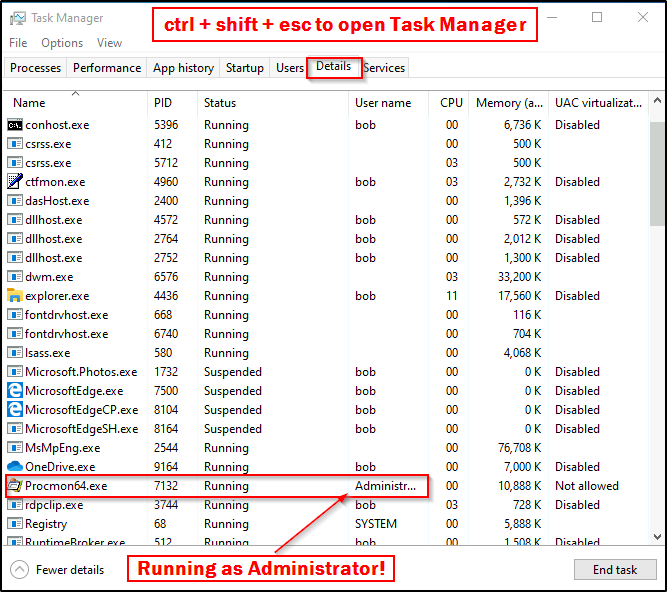 Task Manager
ctrl + shift + esc to open Task Manager
File Options View
Processes Performance App history Startup Users Details Services
Name PID Status User name CPU Memory (a... UAC virtualizat...
conhost.exe 5396 Running bob 00 6,736 K Disabled
csrss.exe 412 Running 00 500 K
csrss.exe 5712 Running 03 500 K
ctfmon.exe 4960 Running bob 03 2,732 K Disabled
dasHost.exe 2400 Running 00 1,396 K
dllhost.exe 4572 Running bob 00 572 K Disabled
dllhost.exe 2764 Running bob 00 2,012 K Disabled
dllhost.exe 2752 Running bob 00 1,300 K Disabled
dwm.exe 6576 Running 03 33,200 K
explorer.exe 4436 Running bob 11 17,560 K Disabled
fontdrvhost.exe 668 Running 00 116 K
fontdrvhost.exe 6740 Running 00 704 K
lsass.exe 580 Running 00 4,068 K
Microsoft.Photos.exe 1732 Suspended bob 00 0 K Disabled
MicrosoftEdge.exe 7500 Suspended bob 00 0 K Disabled
MicrosoftEdgeCP.exe 8104 Suspended bob 00 0 K Disabled
MicrosoftEdgeSH.exe 8164 Suspended bob 00 0 K Disabled
MsMpEng.exe 2544 Running 00 76,708 K
OneDrive.exe 9164 Running bob 00 7,000 K Disabled
Procmon64.exe 7132 Running Administr... 00 10,888 K Not allowed
rdpclip.exe 3744 Running bob 03 728 K Disabled
Registry 68 Running SYSTEM 00 5,888 K
RuntimeBroker.exe 512 Running bob 00 1,508 K Disabled
Fewer details
Running as Administrator!
End task